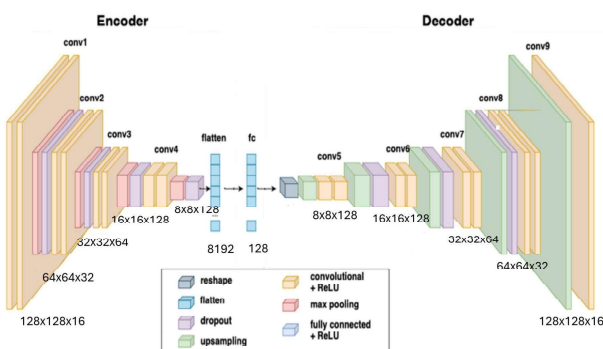 Encoder
Decoder
conv1
conv2
conv3
conv4
flatten
fc
conv5
conv6
conv7
conv8
conv9
128x128x16
64x64x32
32x32x64
16x16x128
8x8x128
...
8192
...
128
8x8x128
16x16x128
32x32x64
64x64x32
128x128x16
reshape
flatten
dropout
upsampling
convolutional
+ ReLU
max pooling
fully connected
+ ReLU